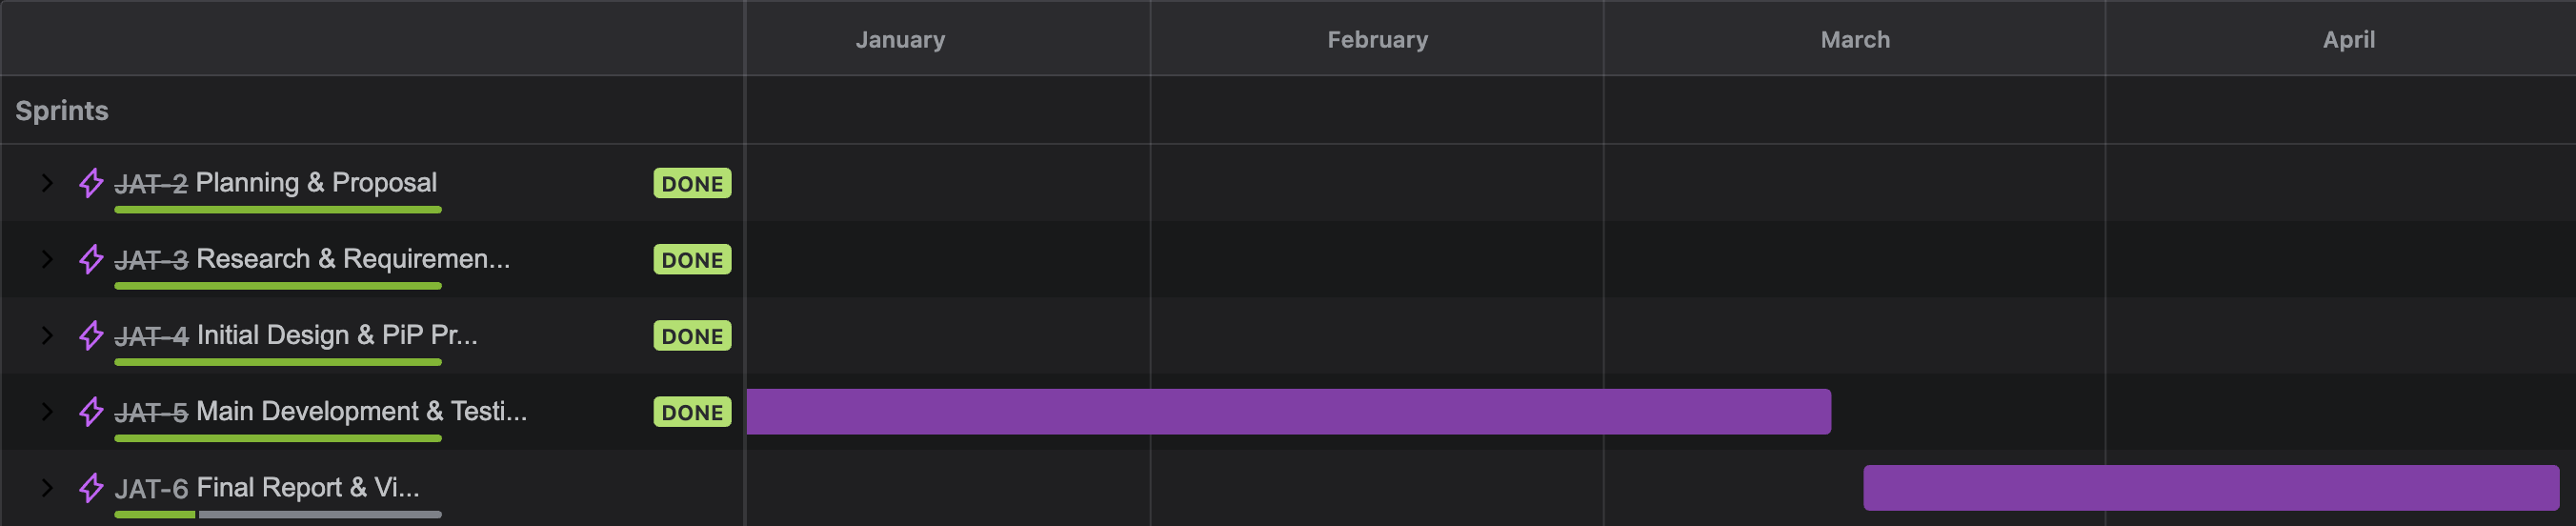 January February March April
Sprints
JAT-2 Planning & Proposal DONE
JAT-3 Research & Requiremen... DONE
JAT-4 Initial Design & PiP Pr... DONE
JAT-5 Main Development & Testi... DONE
JAT-6 Final Report & Vi...